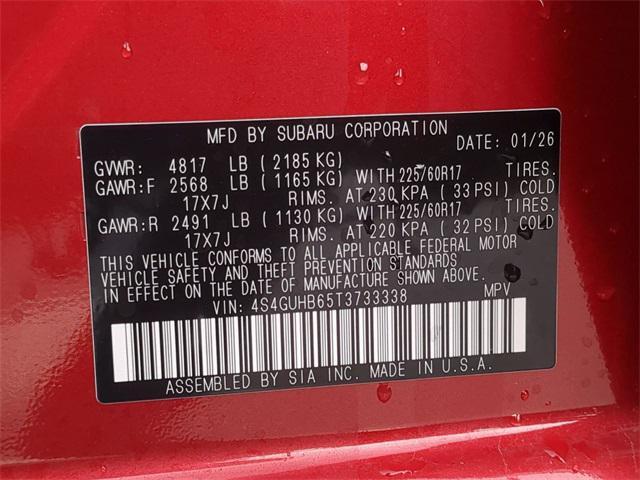 MFD BY SUBARU CORPORATION DATE: 01/26
GVWR: 4817 LB (2185 KG)
GAWR:F 2568 LB (1165 KG) WITH 225/60R17 TIRES.
17X7J RIMS. AT 230 KPA (33 PSI) COLD
GAWR:R 2491 LB (1130 KG) WITH 225/60R17 TIRES.
17X7J RIMS. AT 220 KPA (32 PSI) COLD
THIS VEHICLE CONFORMS TO ALL APPLICABLE FEDERAL MOTOR
VEHICLE SAFETY AND THEFT PREVENTION STANDARDS
IN EFFECT ON THE DATE OF MANUFACTURE SHOWN ABOVE.
VIN: 4S4GUHB65T3733338 MPV
ASSEMBLED BY SIA INC. MADE IN U.S.A.